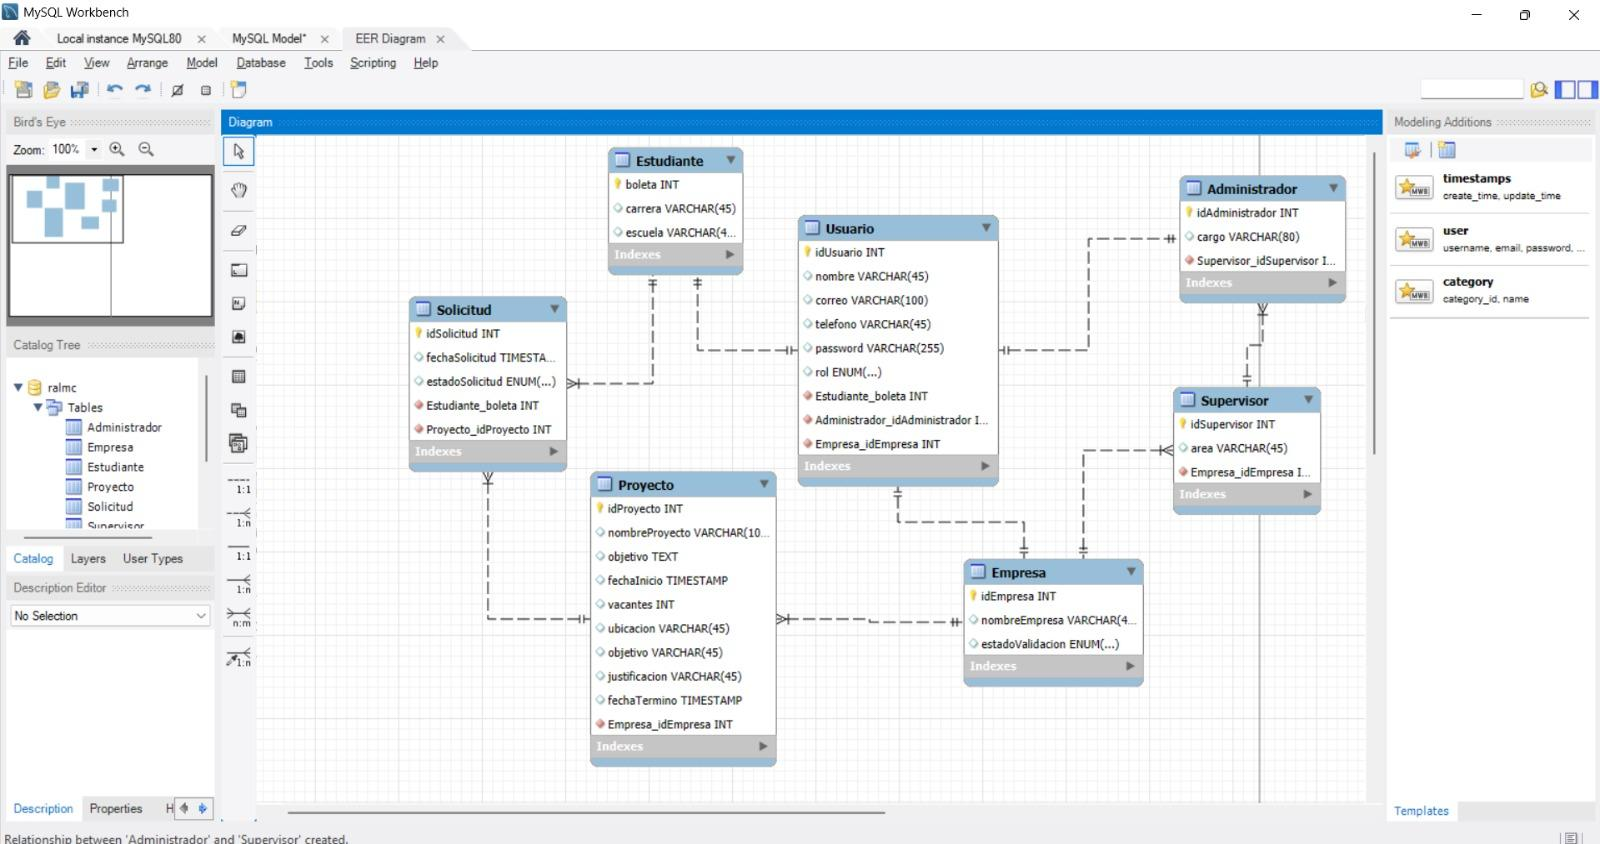 MySQL Workbench
Local instance MySQL80
MySQL Model*
EER Diagram
File Edit View Arrange Model Database Tools Scripting Help
Bird's Eye
Zoom: 100%
Catalog Tree
ralmc
Tables
Administrador
Empresa
Estudiante
Proyecto
Solicitud
Supervisor
Catalog Layers User Types
Description Editor
No Selection
Description Properties H
Diagram
1:1
1:n
1:1
1:n
n:m
1:n
Estudiante
boleta INT
carrera VARCHAR(45)
escuela VARCHAR(4...
Indexes
Solicitud
idSolicitud INT
fechaSolicitud TIMESTA...
estadoSolicitud ENUM(...)
Estudiante_boleta INT
Proyecto_idProyecto INT
Indexes
Usuario
idUsuario INT
nombre VARCHAR(45)
correo VARCHAR(100)
telefono VARCHAR(45)
password VARCHAR(255)
rol ENUM(...)
Estudiante_boleta INT
Administrador_idAdministrador I...
Empresa_idEmpresa INT
Indexes
Administrador
idAdministrador INT
cargo VARCHAR(80)
Supervisor_idSupervisor I...
Indexes
Supervisor
idSupervisor INT
area VARCHAR(45)
Empresa_idEmpresa I...
Indexes
Proyecto
idProyecto INT
nombreProyecto VARCHAR(10...
objetivo TEXT
fechaInicio TIMESTAMP
vacantes INT
ubicacion VARCHAR(45)
objetivo VARCHAR(45)
justificacion VARCHAR(45)
fechaTermino TIMESTAMP
Empresa_idEmpresa INT
Indexes
Empresa
idEmpresa INT
nombreEmpresa VARCHAR(4...
estadoValidacion ENUM(...)
Indexes
Modeling Additions
MWB
timestamps
create_time, update_time
MWB
user
username, email, password, ...
MWB
category
category_id, name
Templates
Relationship between 'Administrador' and 'Supervisor' created.